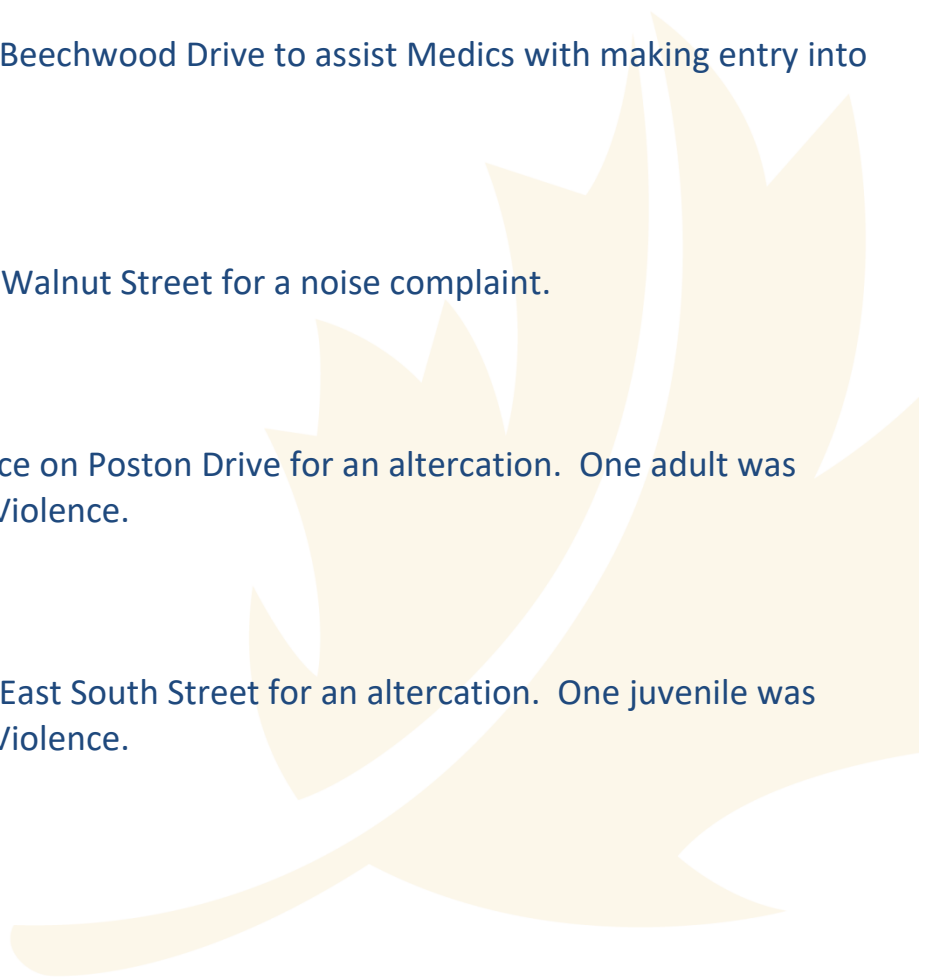 Beechwood Drive to assist Medics with making entry into
Walnut Street for a noise complaint.
ce on Poston Drive for an altercation.  One adult was
Violence.
East South Street for an altercation.  One juvenile was
Violence.